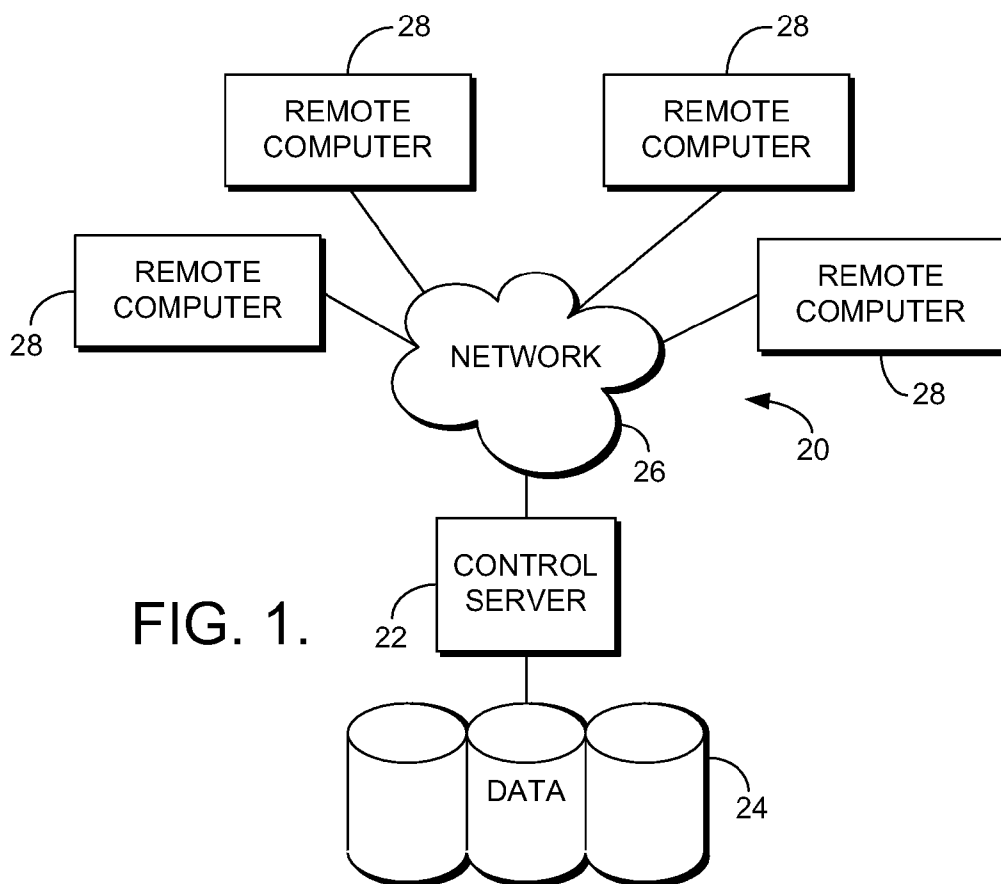 28
28
REMOTE
COMPUTER
REMOTE
COMPUTER
REMOTE
COMPUTER
REMOTE
COMPUTER
28
28
NETWORK
20
26
CONTROL
SERVER
22
FIG. 1.
DATA
24